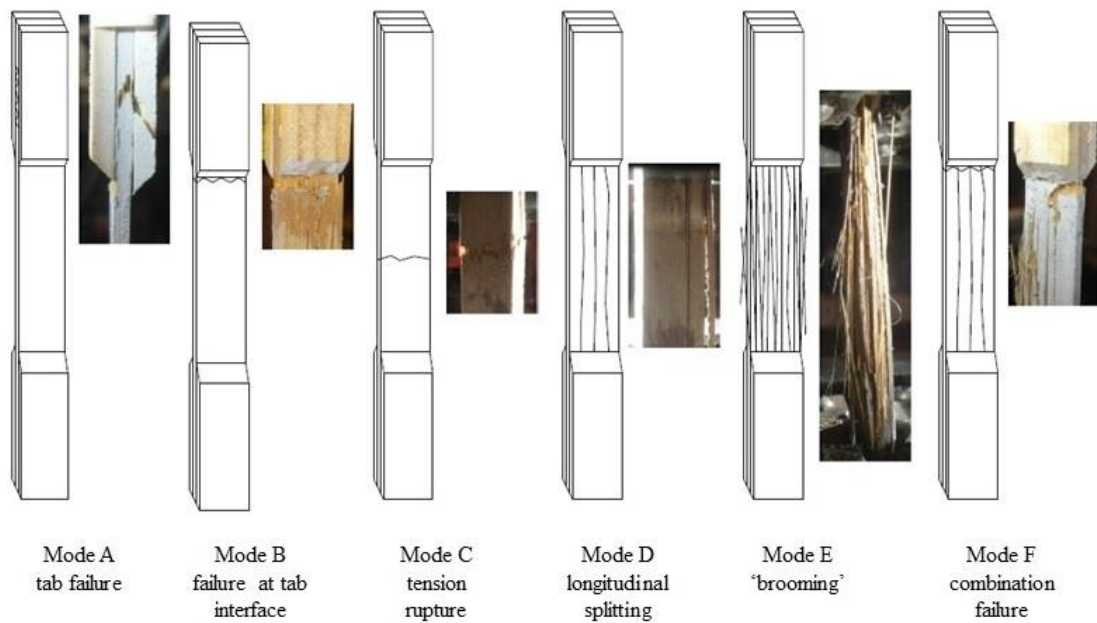 Mode A
tab failure
Mode B
failure at tab
interface
Mode C
tension
rupture
Mode D
longitudinal
splitting
Mode E
‘brooming’
Mode F
combination
failure